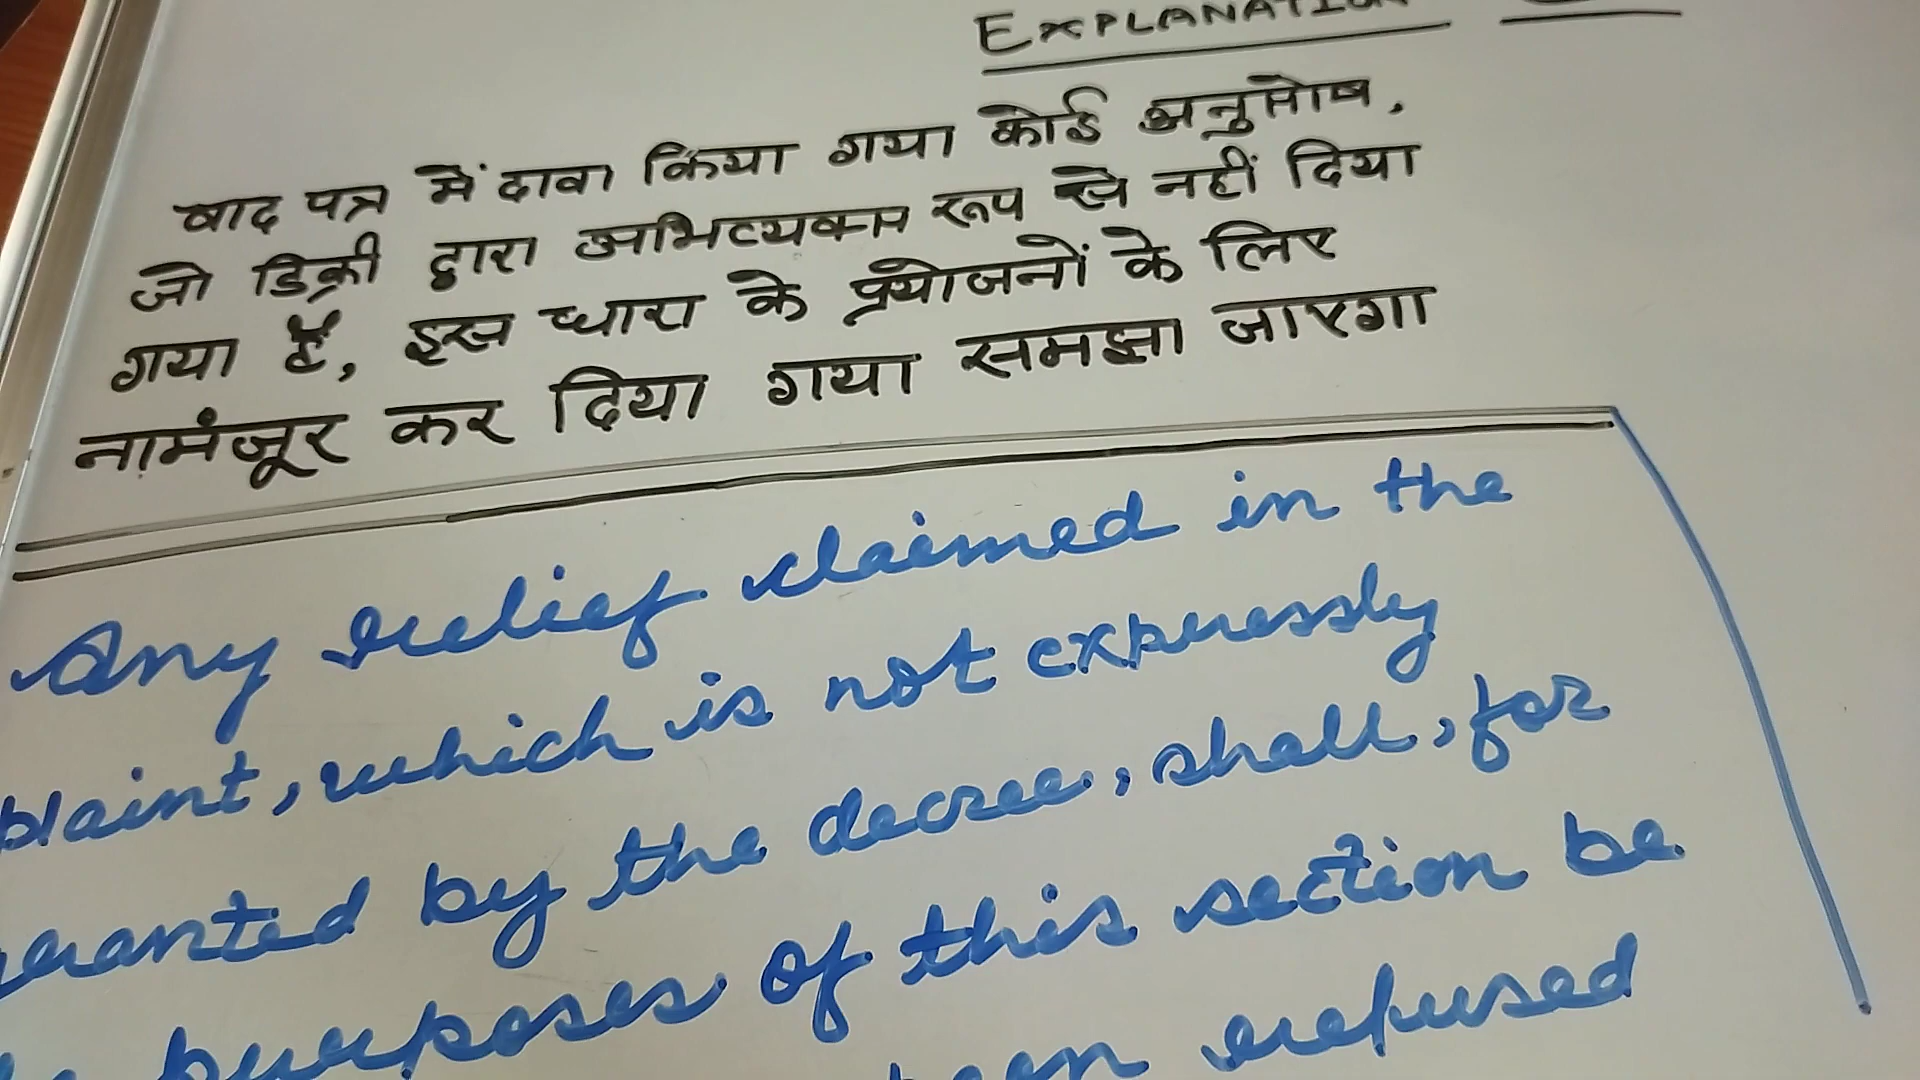 EXPLANATION
वाद पत्र में दावा किया गया कोई अनुतोष,
जो डिक्री द्वारा अभिव्यक्त रूप से नहीं दिया
गया है, इस धारा के प्रयोजनों के लिए
नामंजूर कर दिया गया समझा जाएगा
Any relief claimed in the
plaint, which is not expressly
granted by the decree, shall, for
purposes of this section be
refused